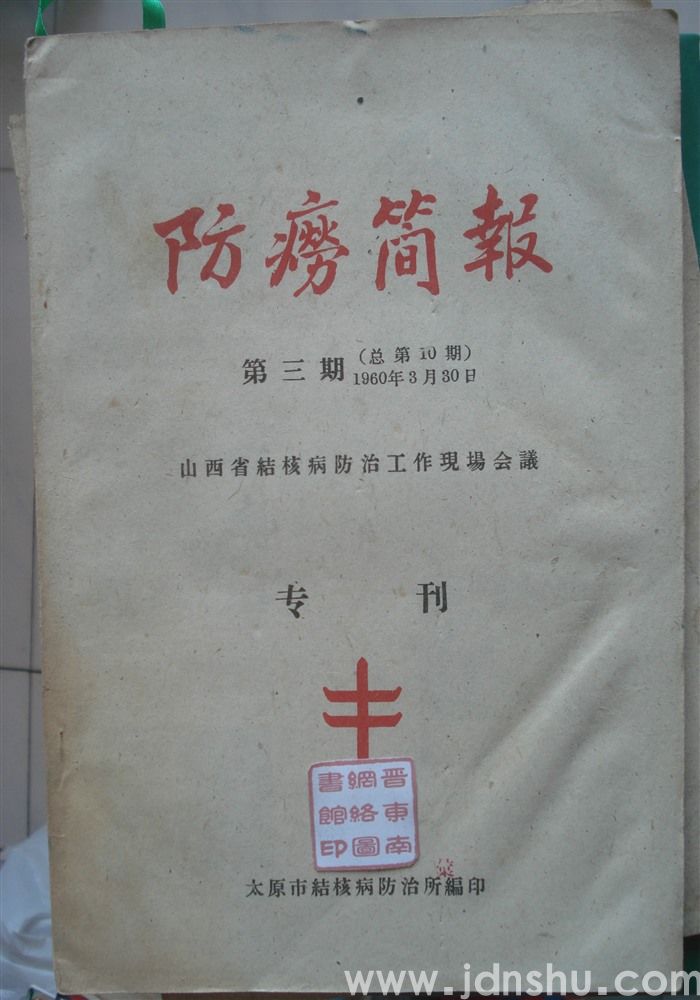 防癆简報
第三期 (总第10期)
1960年3月30日
山西省結核病防治工作現場会議
专刊
晋東南
網絡圖
書館印
太原市結核病防治所編印
www.jdnshu.com